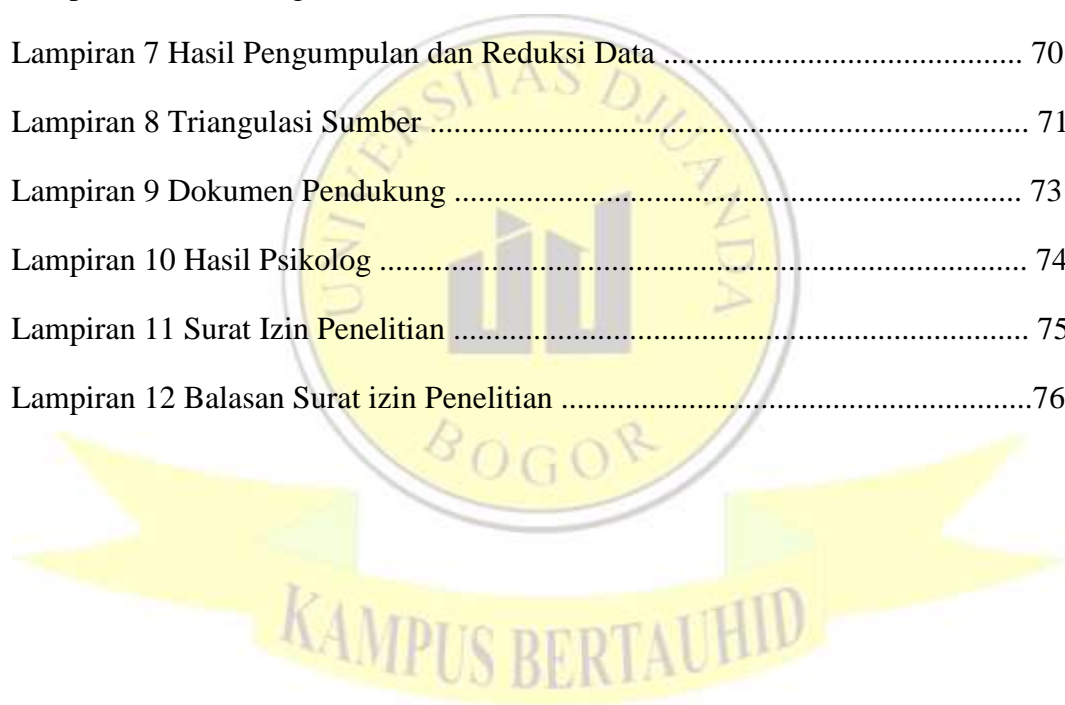 Lampiran 7 Hasil Pengumpulan dan Reduksi Data ............................................ 70
Lampiran 8 Triangulasi Sumber ......................................................................... 71
Lampiran 9 Dokumen Pendukung ..................................................................... 73
Lampiran 10 Hasil Psikolog ............................................................................... 74
Lampiran 11 Surat Izin Penelitian ...................................................................... 75
Lampiran 12 Balasan Surat izin Penelitian .........................................................76
UNIVERSITAS DJUANDA
BOGOR
KAMPUS BERTAUHID